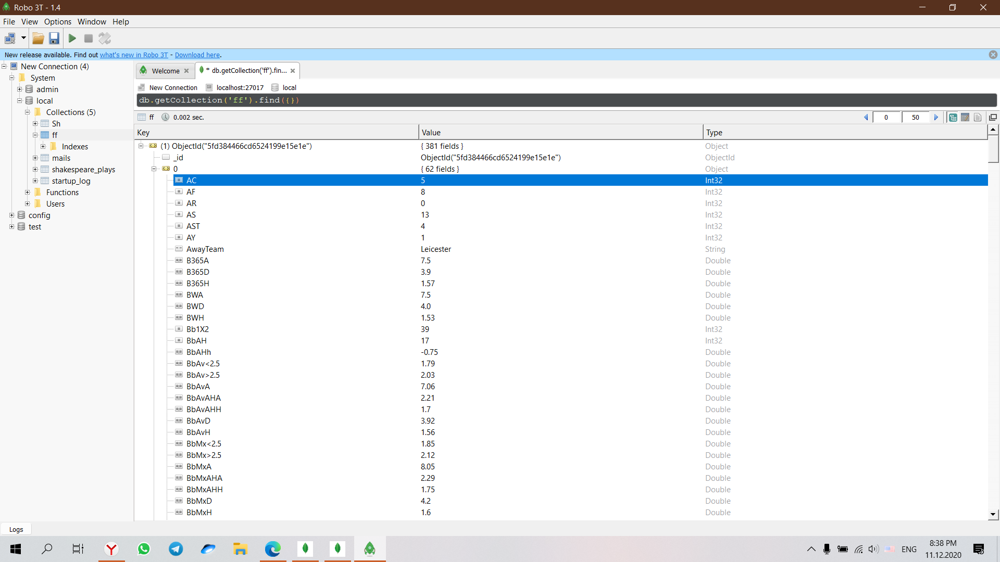 Robo 3T - 1.4
File View Options Window Help
New release available. Find out what's new in Robo 3T - Download here.
New Connection (4)
System
admin
local
Collections (5)
Sh
ff
Indexes
mails
shakespeare_plays
startup_log
Functions
Users
config
test
Welcome
* db.getCollection('ff').fin...
New Connection localhost:27017 local
db.getCollection('ff').find({})
ff 0.002 sec. 0 50
Key Value Type
(1) ObjectId("5fd384466cd6524199e15e1e") { 381 fields } Object
_id ObjectId("5fd384466cd6524199e15e1e") ObjectId
0 { 62 fields } Object
AC 5 Int32
AF 8 Int32
AR 0 Int32
AS 13 Int32
AST 4 Int32
AY 1 Int32
AwayTeam Leicester String
B365A 7.5 Double
B365D 3.9 Double
B365H 1.57 Double
BWA 7.5 Double
BWD 4.0 Double
BWH 1.53 Double
Bb1X2 39 Int32
BbAH 17 Int32
BbAHh -0.75 Double
BbAv<2.5 1.79 Double
BbAv>2.5 2.03 Double
BbAvA 7.06 Double
BbAvAHA 2.21 Double
BbAvAHH 1.7 Double
BbAvD 3.92 Double
BbAvH 1.56 Double
BbMx<2.5 1.85 Double
BbMx>2.5 2.12 Double
BbMxA 8.05 Double
BbMxAHA 2.29 Double
BbMxAHH 1.75 Double
BbMxD 4.2 Double
BbMxH 1.6 Double
Logs
ENG
8:38 PM
11.12.2020